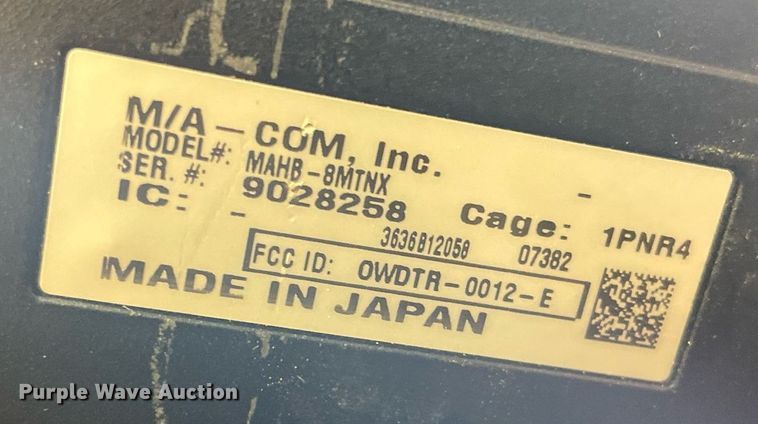 M/A - COM, Inc.
MODEL#: MAHB-8MTNX -
SER. #: 9028258 Cage: 1PNR4
IC: - 3636812058 07382
FCC ID: OWDTR-0012-E
MADE IN JAPAN
Purple Wave Auction